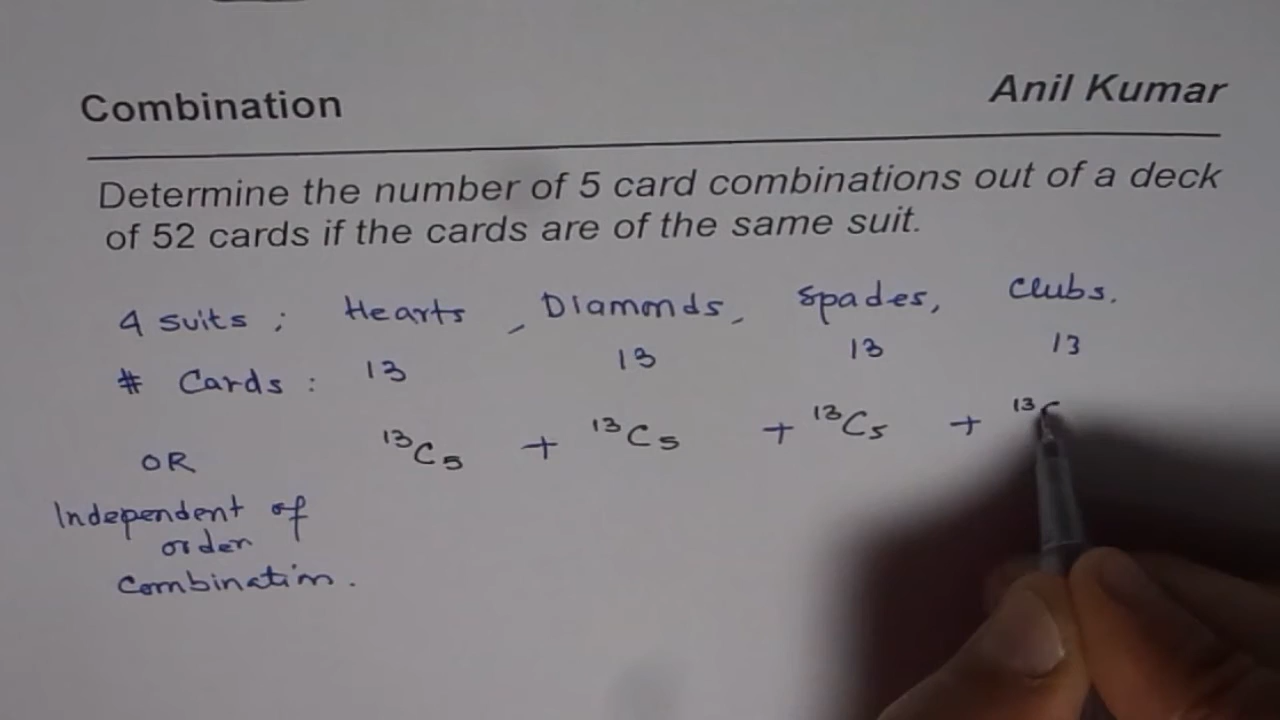 Combination Anil Kumar
Determine the number of 5 card combinations out of a deck
of 52 cards if the cards are of the same suit.
4 suits ; Hearts , Diamonds, Spades, Clubs.
# Cards : 13 13 13 13
OR ¹³C₅ + ¹³C₅ + ¹³C₅ + ¹³C
Independent of
order
Combination.